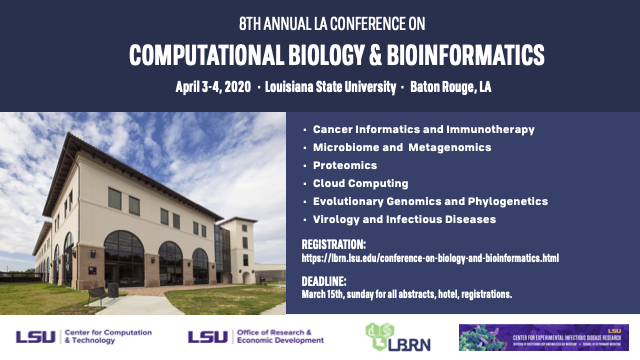 8TH ANNUAL LA CONFERENCE ON
COMPUTATIONAL BIOLOGY & BIOINFORMATICS
April 3-4, 2020 · Louisiana State University · Baton Rouge, LA
· Cancer Informatics and Immunotherapy
· Microbiome and Metagenomics
· Proteomics
· Cloud Computing
· Evolutionary Genomics and Phylogenetics
· Virology and Infectious Diseases
REGISTRATION:
https://lbrn.lsu.edu/conference-on-biology-and-bioinformatics.html
DEADLINE:
March 15th, sunday for all abstracts, hotel, registrations.
LSU | Center for Computation
& Technology
LSU | Office of Research &
Economic Development
LBRN
LSU
CENTER FOR EXPERIMENTAL INFECTIOUS DISEASE RESEARCH